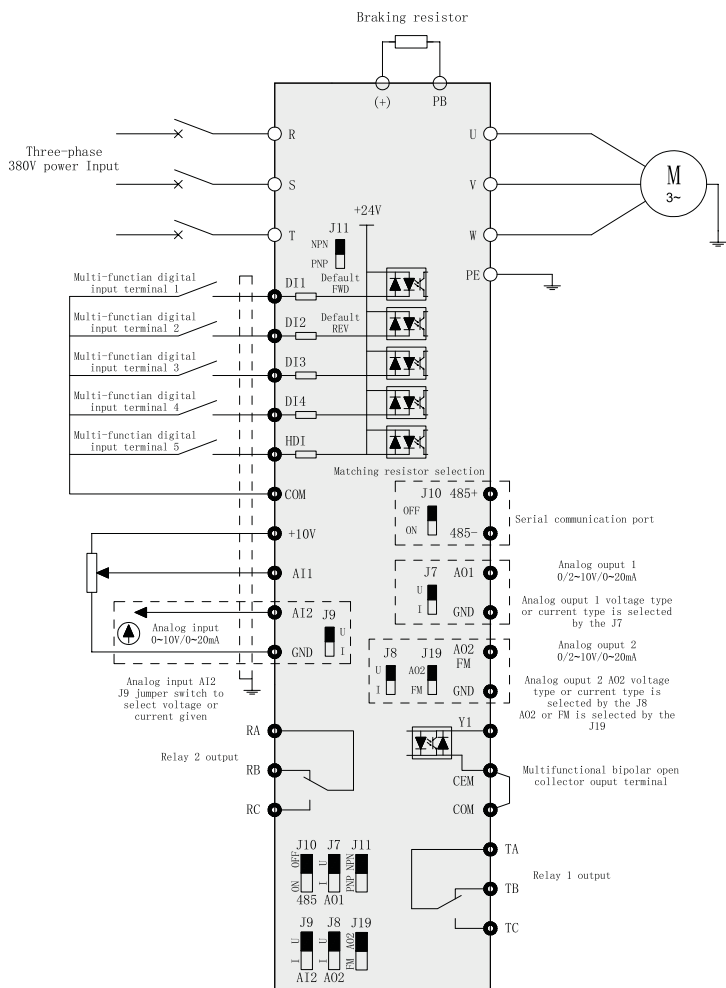 Braking resistor
(+)
PB
Three-phase
380V power Input
R
S
T
U
V
W
M
3~
PE
+24V
J11
NPN
PNP
Multi-functian digital
input terminal 1
DI1
Default
FWD
Multi-functian digital
input terminal 2
DI2
Default
REV
Multi-functian digital
input terminal 3
DI3
Multi-functian digital
input terminal 4
DI4
Multi-functian digital
input terminal 5
HDI
COM
Matching resistor selection
J10
485+
OFF
ON
485-
Serial communication port
+10V
AI1
J7
AO1
U
I
GND
Analog ouput 1
0/2~10V/0~20mA
Analog ouput 1 voltage type
or current type is selected
by the J7
AI2
J9
U
I
Analog input
0~10V/0~20mA
GND
Analog input AI2
J9 jumper switch to
select voltage or
current given
J8
J19
AO2
FM
U
I
AO2
FM
GND
Analog ouput 2
0/2~10V/0~20mA
Analog ouput 2 AO2 voltage
type or current type is
selected by the J8
AO2 or FM is selected by the
J19
RA
Relay 2 output
RB
RC
Y1
CEM
COM
Multifunctional bipolar open
collector ouput terminal
J10
J7
J11
OFF
ON
U
I
NPN
PNP
485
AO1
TA
TB
Relay 1 output
TC
J9
J8
J19
U
I
U
I
AO2
FM
AI2
AO2